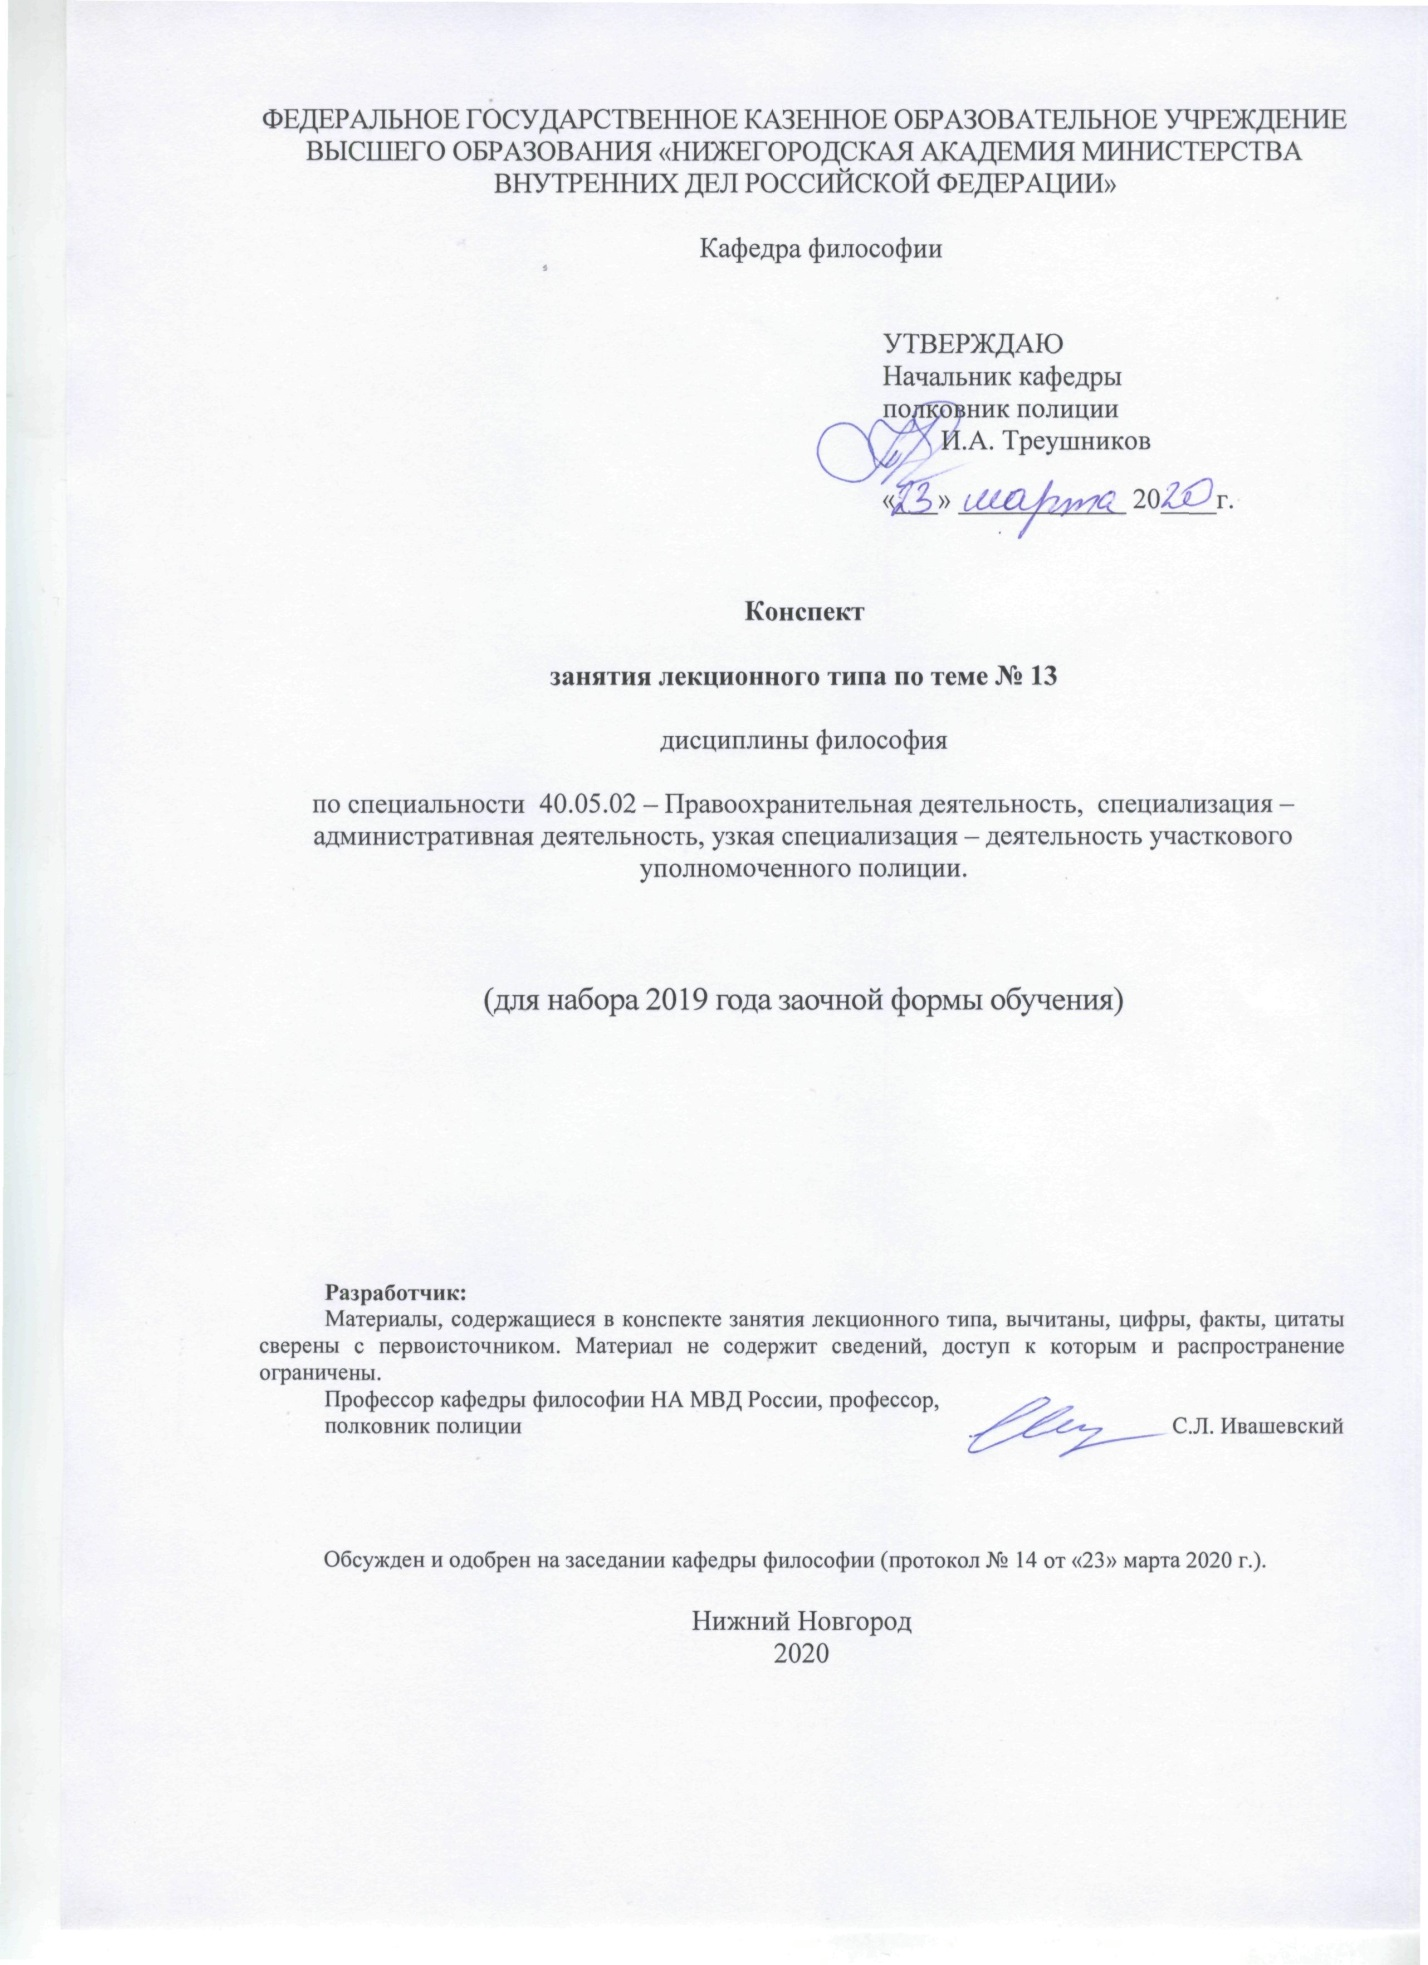 ФЕДЕРАЛЬНОЕ ГОСУДАРСТВЕННОЕ КАЗЕННОЕ ОБРАЗОВАТЕЛЬНОЕ УЧРЕЖДЕНИЕ
ВЫСШЕГО ОБРАЗОВАНИЯ «НИЖЕГОРОДСКАЯ АКАДЕМИЯ МИНИСТЕРСТВА
ВНУТРЕННИХ ДЕЛ РОССИЙСКОЙ ФЕДЕРАЦИИ»
Кафедра философии
УТВЕРЖДАЮ
Начальник кафедры
полковник полиции
И.А. Треушников
«23» марта 2020 г.
Конспект
занятия лекционного типа по теме № 13
дисциплины философия
по специальности 40.05.02 – Правоохранительная деятельность, специализация –
административная деятельность, узкая специализация – деятельность участкового
уполномоченного полиции.
(для набора 2019 года заочной формы обучения)
Разработчик:
Материалы, содержащиеся в конспекте занятия лекционного типа, вычитаны, цифры, факты, цитаты
сверены с первоисточником. Материал не содержит сведений, доступ к которым и распространение
ограничены.
Профессор кафедры философии НА МВД России, профессор,
полковник полиции С.Л. Ивашевский
Обсужден и одобрен на заседании кафедры философии (протокол № 14 от «23» марта 2020 г.).
Нижний Новгород
2020